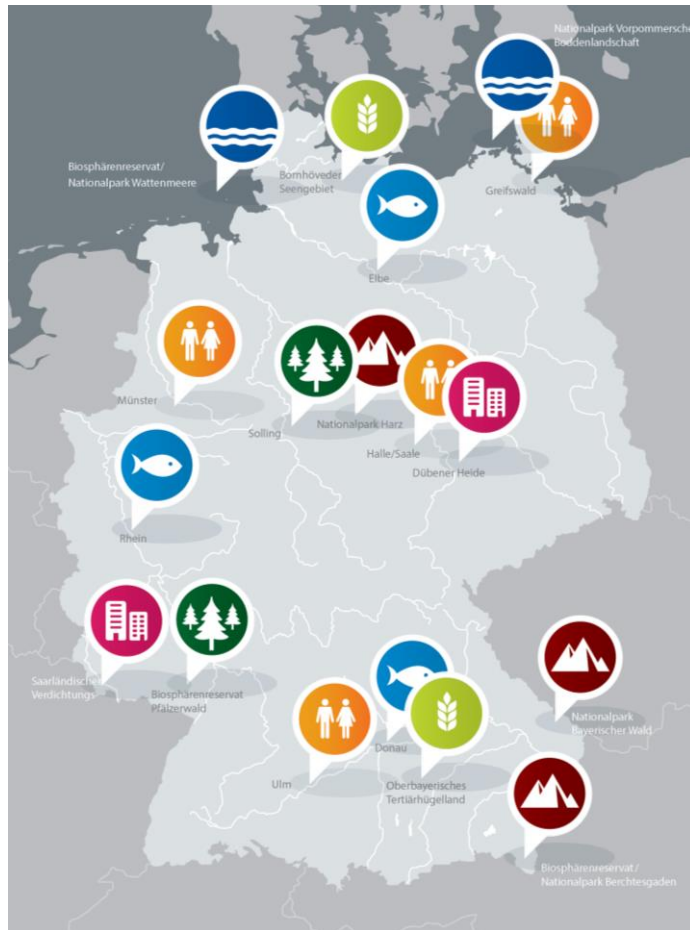 Nationalpark Vorpommersche
Boddenlandschaft
Biosphärenreservat/
Nationalpark Wattenmeere
Bornhöveder
Seengebiet
Greifswald
Elbe
Münster
Solling
Nationalpark Harz
Halle/Saale
Dübener Heide
Rhein
Saarländischer
Verdichtungs-
Biosphärenreservat
Pfälzerwald
Nationalpark
Bayerischer Wald
Donau
Ulm
Oberbayerisches
Tertiärhügelland
Biosphärenreservat/
Nationalpark Berchtesgaden